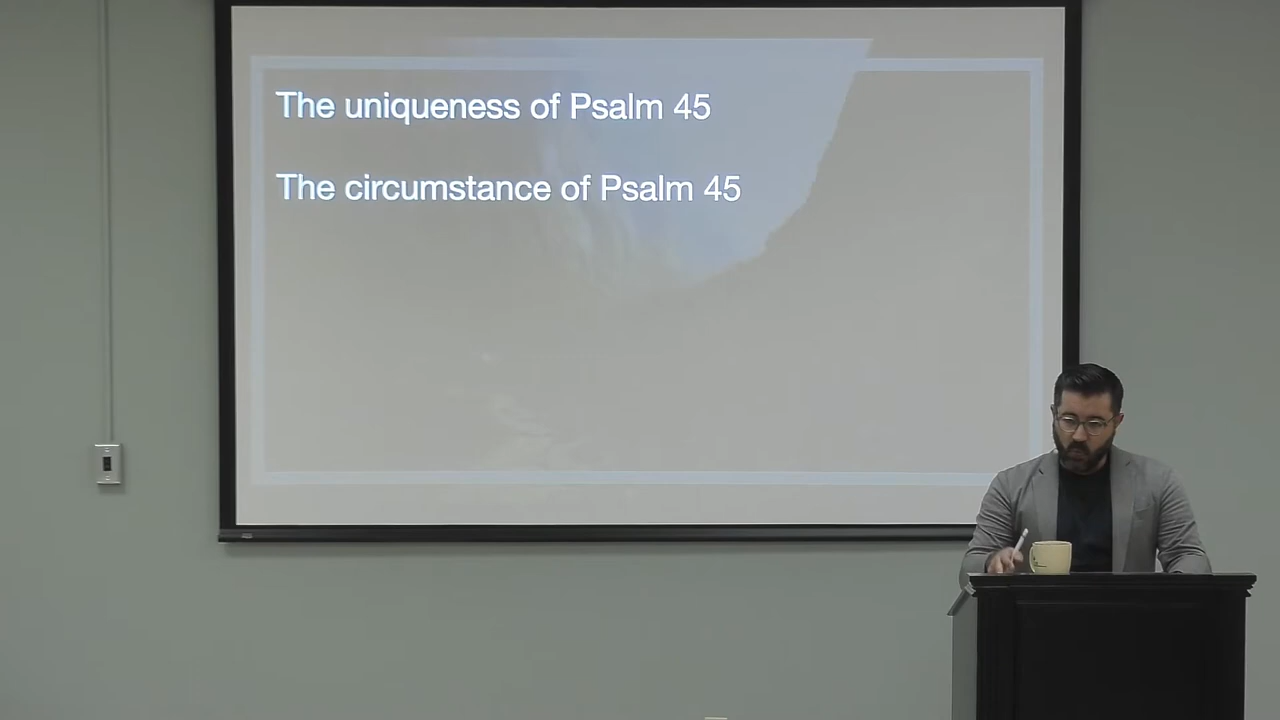 The uniqueness of Psalm 45
The circumstance of Psalm 45